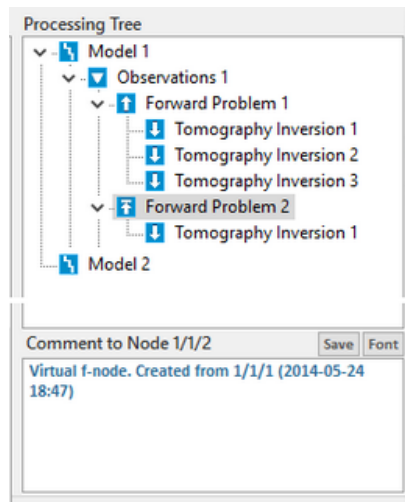 Processing Tree
Model 1
Observations 1
Forward Problem 1
Tomography Inversion 1
Tomography Inversion 2
Tomography Inversion 3
Forward Problem 2
Tomography Inversion 1
Model 2
Comment to Node 1/1/2
Save
Font
Virtual f-node. Created from 1/1/1 (2014-05-24
18:47)